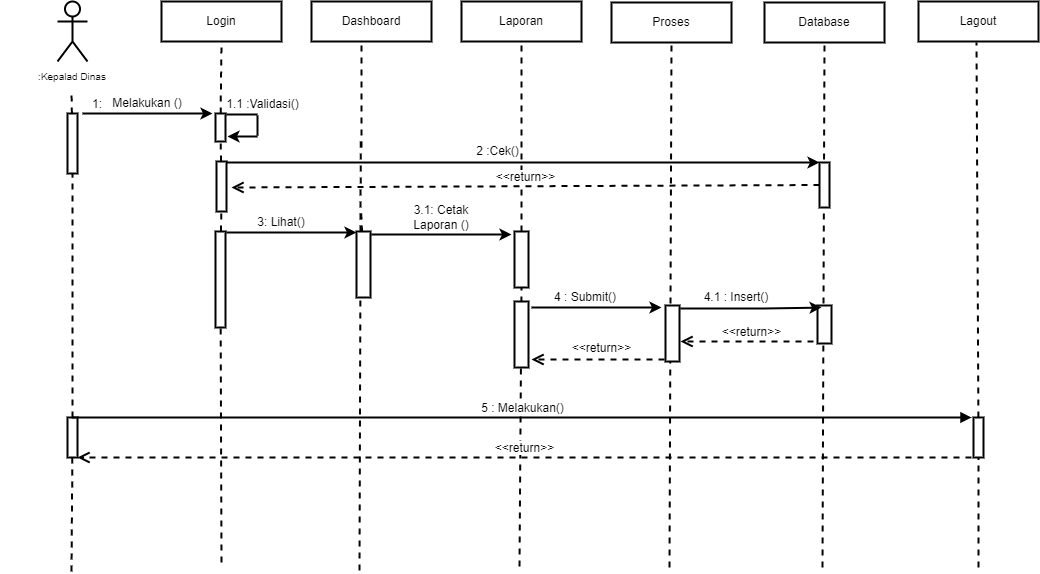 Login
Dashboard
Laporan
Proses
Database
Lagout
:Kepalad Dinas
1: Melakukan ()
1.1 :Validasi()
2 :Cek()
<<return>>
3: Lihat()
3.1: Cetak
Laporan ()
4 : Submit()
4.1 : Insert()
<<return>>
<<return>>
5 : Melakukan()
<<return>>